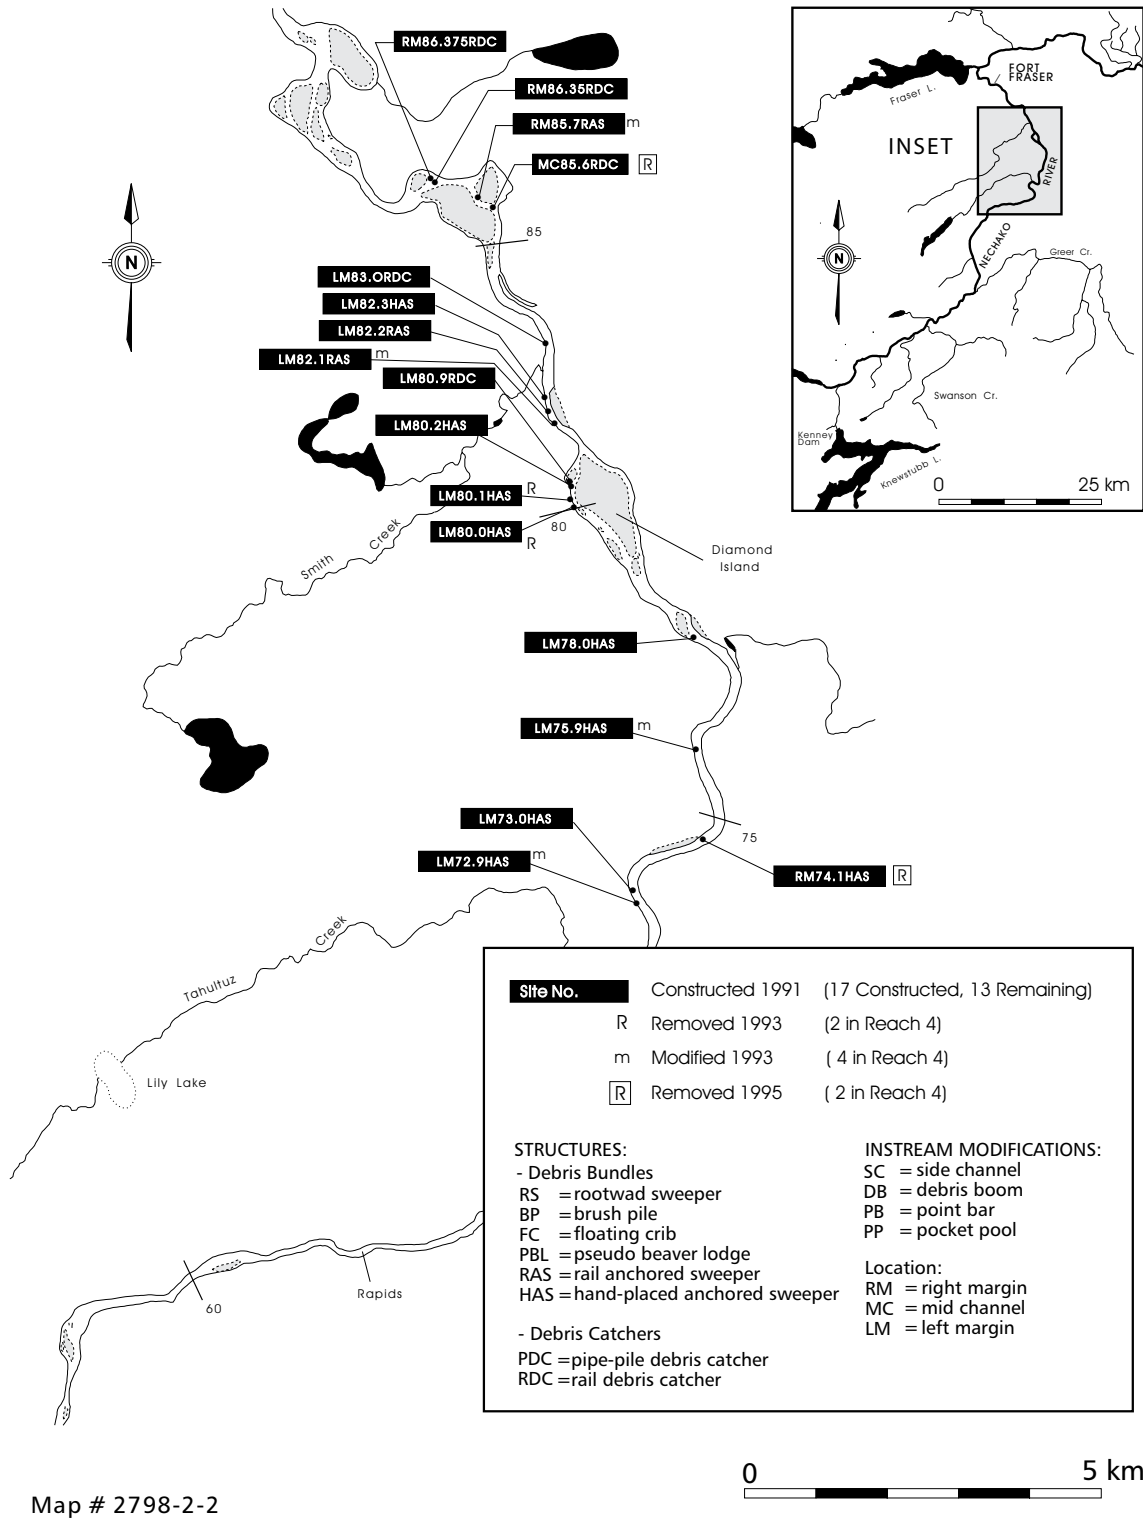 RM86.375RDC
RM86.35RDC
RM85.7RAS m
MC85.6RDC R
85
N
LM83.ORDC
LM82.3HAS
LM82.2RAS
LM82.1RAS m
LM80.9RDC
LM80.2HAS
LM80.1HAS R
LM80.0HAS R
80
Smith Creek
Diamond
Island
LM78.0HAS
LM75.9HAS m
75
LM73.0HAS
LM72.9HAS m
RM74.1HAS R
Tahultuz Creek
Lily Lake
60
Rapids
INSET
FORT
FRASER
Fraser L.
NECHAKO RIVER
N
Greer Cr.
Swanson Cr.
Kenney
Dam
Knewstubb L.
0 25 km
Site No. Constructed 1991 (17 Constructed, 13 Remaining)
R Removed 1993 (2 in Reach 4)
m Modified 1993 ( 4 in Reach 4)
R Removed 1995 ( 2 in Reach 4)
STRUCTURES:
- Debris Bundles
RS = rootwad sweeper
BP = brush pile
FC = floating crib
PBL = pseudo beaver lodge
RAS = rail anchored sweeper
HAS = hand-placed anchored sweeper
- Debris Catchers
PDC = pipe-pile debris catcher
RDC = rail debris catcher
INSTREAM MODIFICATIONS:
SC = side channel
DB = debris boom
PB = point bar
PP = pocket pool
Location:
RM = right margin
MC = mid channel
LM = left margin
0 5 km
Map # 2798-2-2